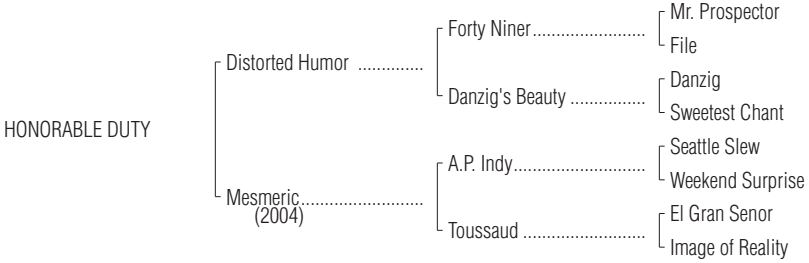 Mr. Prospector
Forty Niner
File
Distorted Humor
Danzig
Danzig's Beauty
Sweetest Chant
HONORABLE DUTY
Seattle Slew
A.P. Indy
Weekend Surprise
Mesmeric
(2004)
El Gran Senor
Toussaud
Image of Reality